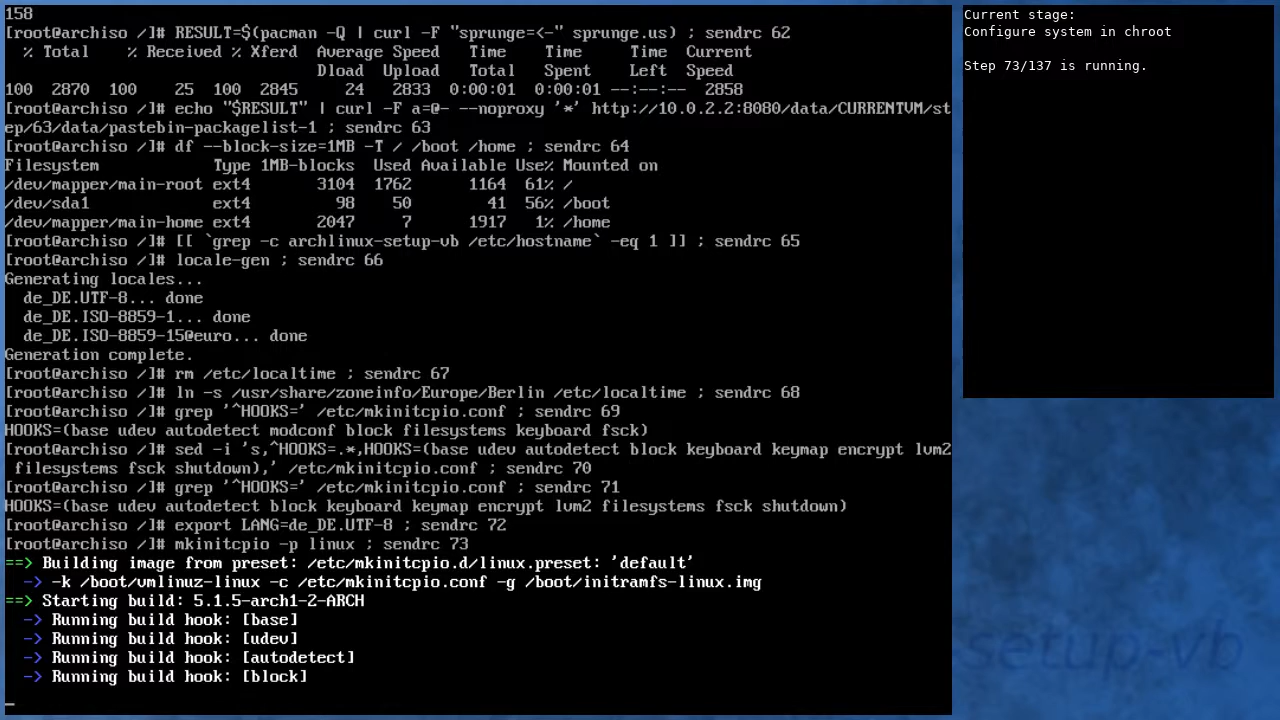 158
[root@archiso /]# RESULT=$(pacman -Q | curl -F "sprunge=<-" sprunge.us) ; sendrc 62
  % Total    % Received % Xferd  Average Speed   Time    Time     Time  Current
                                 Dload  Upload   Total   Spent    Left  Speed
100  2870  100    25  100  2845     24   2833  0:00:01  0:00:01 --:--:--  2858
[root@archiso /]# echo "$RESULT" | curl -F a=@- --noproxy '*' http://10.0.2.2:8080/data/CURRENTVM/st
ep/63/data/pastebin-packagelist-1 ; sendrc 63
[root@archiso /]# df --block-size=1MB -T / /boot /home ; sendrc 64
Filesystem            Type 1MB-blocks  Used Available Use% Mounted on
/dev/mapper/main-root ext4       3104  1762      1164  61% /
/dev/sda1             ext4         98    50        41  56% /boot
/dev/mapper/main-home ext4       2047     7      1917   1% /home
[root@archiso /]# [[ `grep -c archlinux-setup-vb /etc/hostname` -eq 1 ]] ; sendrc 65
[root@archiso /]# locale-gen ; sendrc 66
Generating locales...
  de_DE.UTF-8... done
  de_DE.ISO-8859-1... done
  de_DE.ISO-8859-15@euro... done
Generation complete.
[root@archiso /]# rm /etc/localtime ; sendrc 67
[root@archiso /]# ln -s /usr/share/zoneinfo/Europe/Berlin /etc/localtime ; sendrc 68
[root@archiso /]# grep '^HOOKS=' /etc/mkinitcpio.conf ; sendrc 69
HOOKS=(base udev autodetect modconf block filesystems keyboard fsck)
[root@archiso /]# sed -i 's,^HOOKS=.*,HOOKS=(base udev autodetect block keyboard keymap encrypt lvm2
 filesystems fsck shutdown),' /etc/mkinitcpio.conf ; sendrc 70
[root@archiso /]# grep '^HOOKS=' /etc/mkinitcpio.conf ; sendrc 71
HOOKS=(base udev autodetect block keyboard keymap encrypt lvm2 filesystems fsck shutdown)
[root@archiso /]# export LANG=de_DE.UTF-8 ; sendrc 72
[root@archiso /]# mkinitcpio -p linux ; sendrc 73
==> Building image from preset: /etc/mkinitcpio.d/linux.preset: 'default'
  -> -k /boot/vmlinuz-linux -c /etc/mkinitcpio.conf -g /boot/initramfs-linux.img
==> Starting build: 5.1.5-arch1-2-ARCH
  -> Running build hook: [base]
  -> Running build hook: [udev]
  -> Running build hook: [autodetect]
  -> Running build hook: [block]
_
Current stage:
Configure system in chroot
Step 73/137 is running.
setup-vb